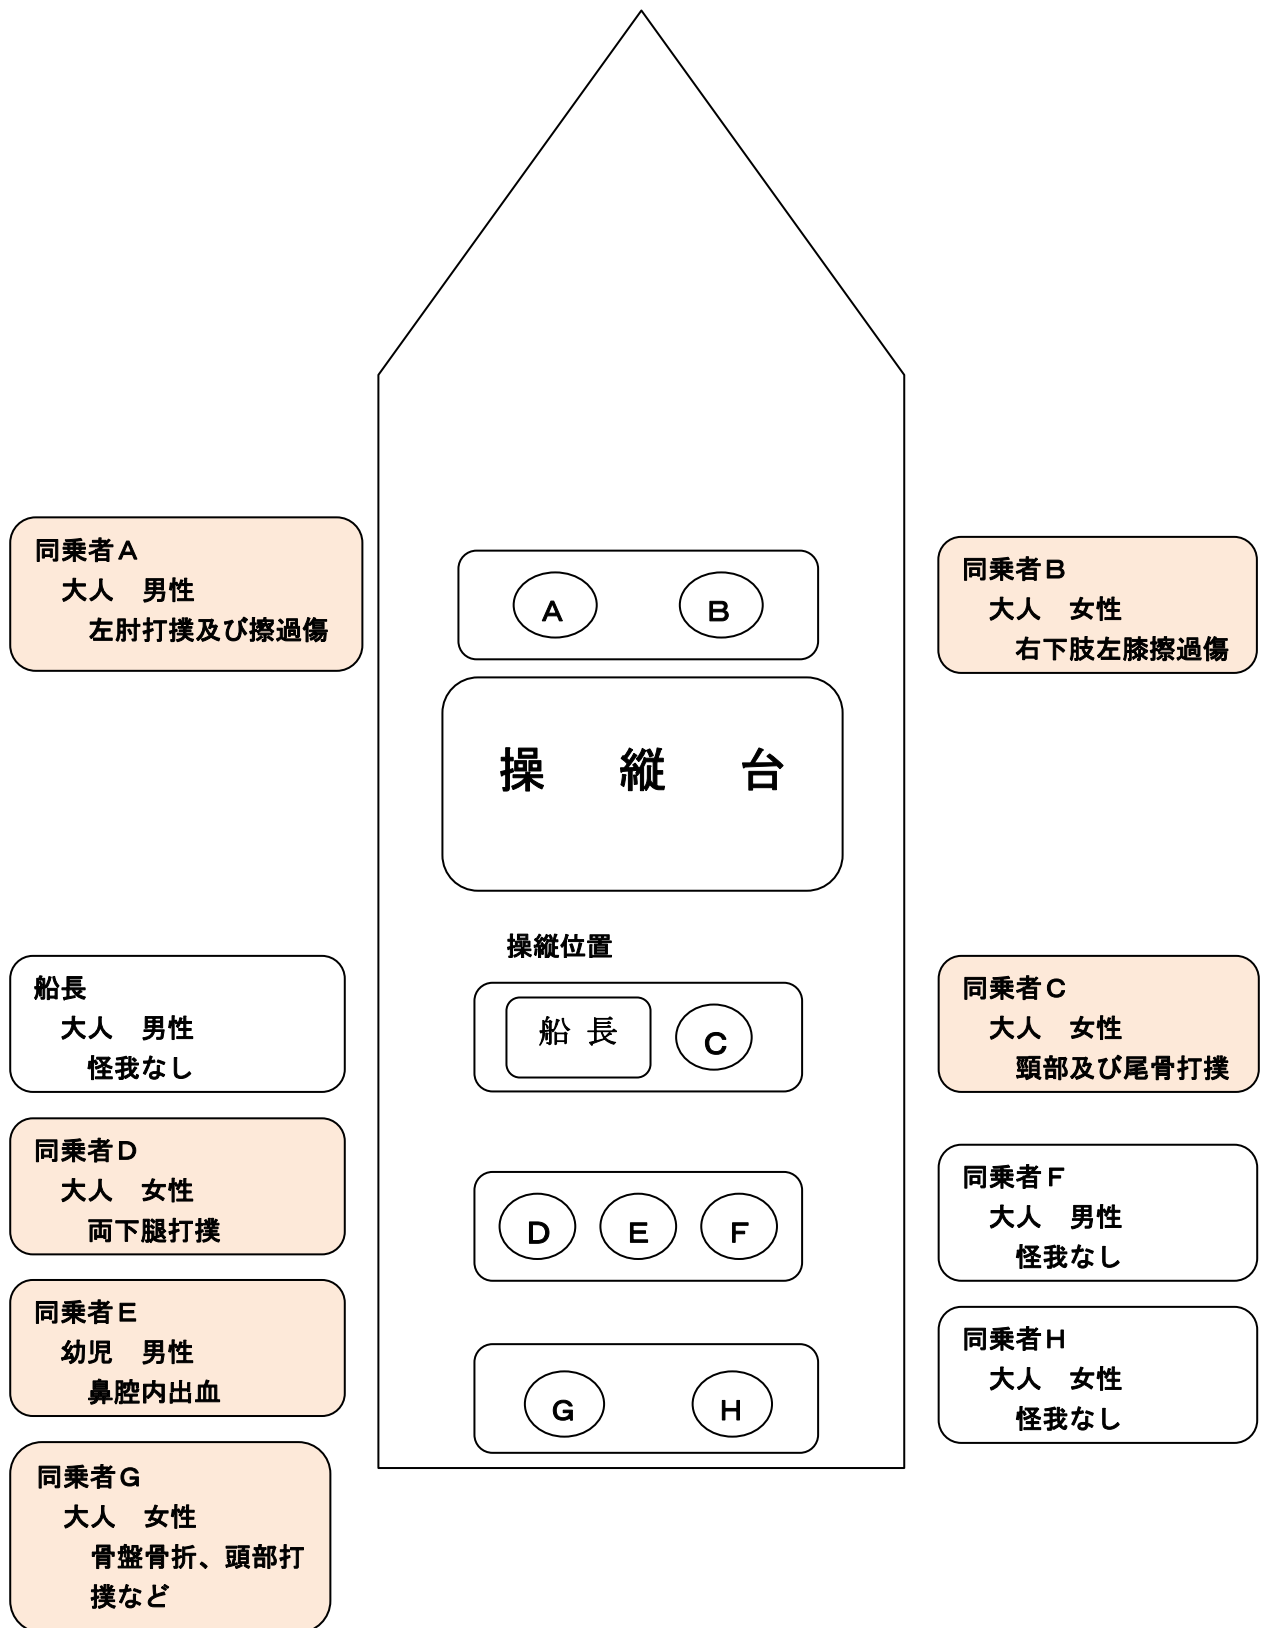 同乗者A
大人 男性
左肘打撲及び擦過傷
A B
同乗者B
大人 女性
右下肢左膝擦過傷
操 縦 台
操縦位置
船長
大人 男性
怪我なし
船 長 C
同乗者C
大人 女性
頸部及び尾骨打撲
同乗者D
大人 女性
両下腿打撲
D E F
同乗者F
大人 男性
怪我なし
同乗者E
幼児 男性
鼻腔内出血
G H
同乗者H
大人 女性
怪我なし
同乗者G
大人 女性
骨盤骨折、頭部打
撲など